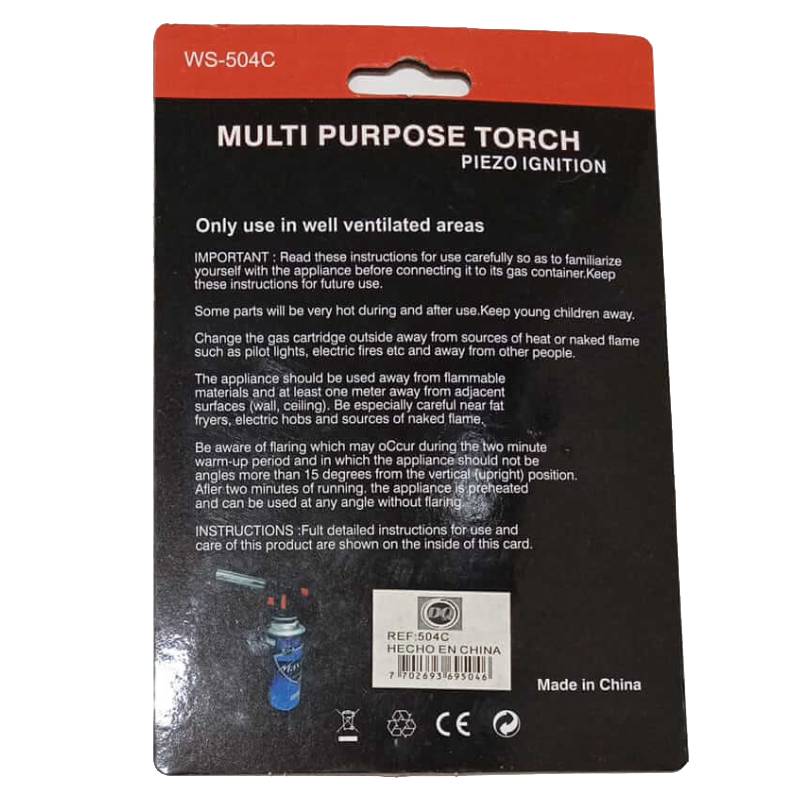 WS-504C
MULTI PURPOSE TORCH
PIEZO IGNITION
Only use in well ventilated areas
IMPORTANT : Read these instructions for use carefully so as to familiarize
yourself with the appliance before connecting it to its gas container.Keep
these instructions for future use.
Some parts will be very hot during and after use.Keep young children away.
Change the gas cartridge outside away from sources of heat or naked flame
such as pilot lights, electric fires etc and away from other people.
The appliance should be used away from flammable
materials and at least one meter away from adjacent
surfaces (wall, ceiling). Be especially careful near fat
fryers, electric hobs and sources of naked flame.
Be aware of flaring which may oCcur during the two minute
warm-up period and in which the appliance should not be
angles more than 15 degrees from the vertical (upright) position.
After two minutes of running, the appliance is preheated
and can be used at any angle without flaring.
INSTRUCTIONS :Fult detailed instructions for use and
care of this product are shown on the inside of this card.
MAX
DQ
REF:504C
HECHO EN CHINA
7 702693 695046
Made in China
CE